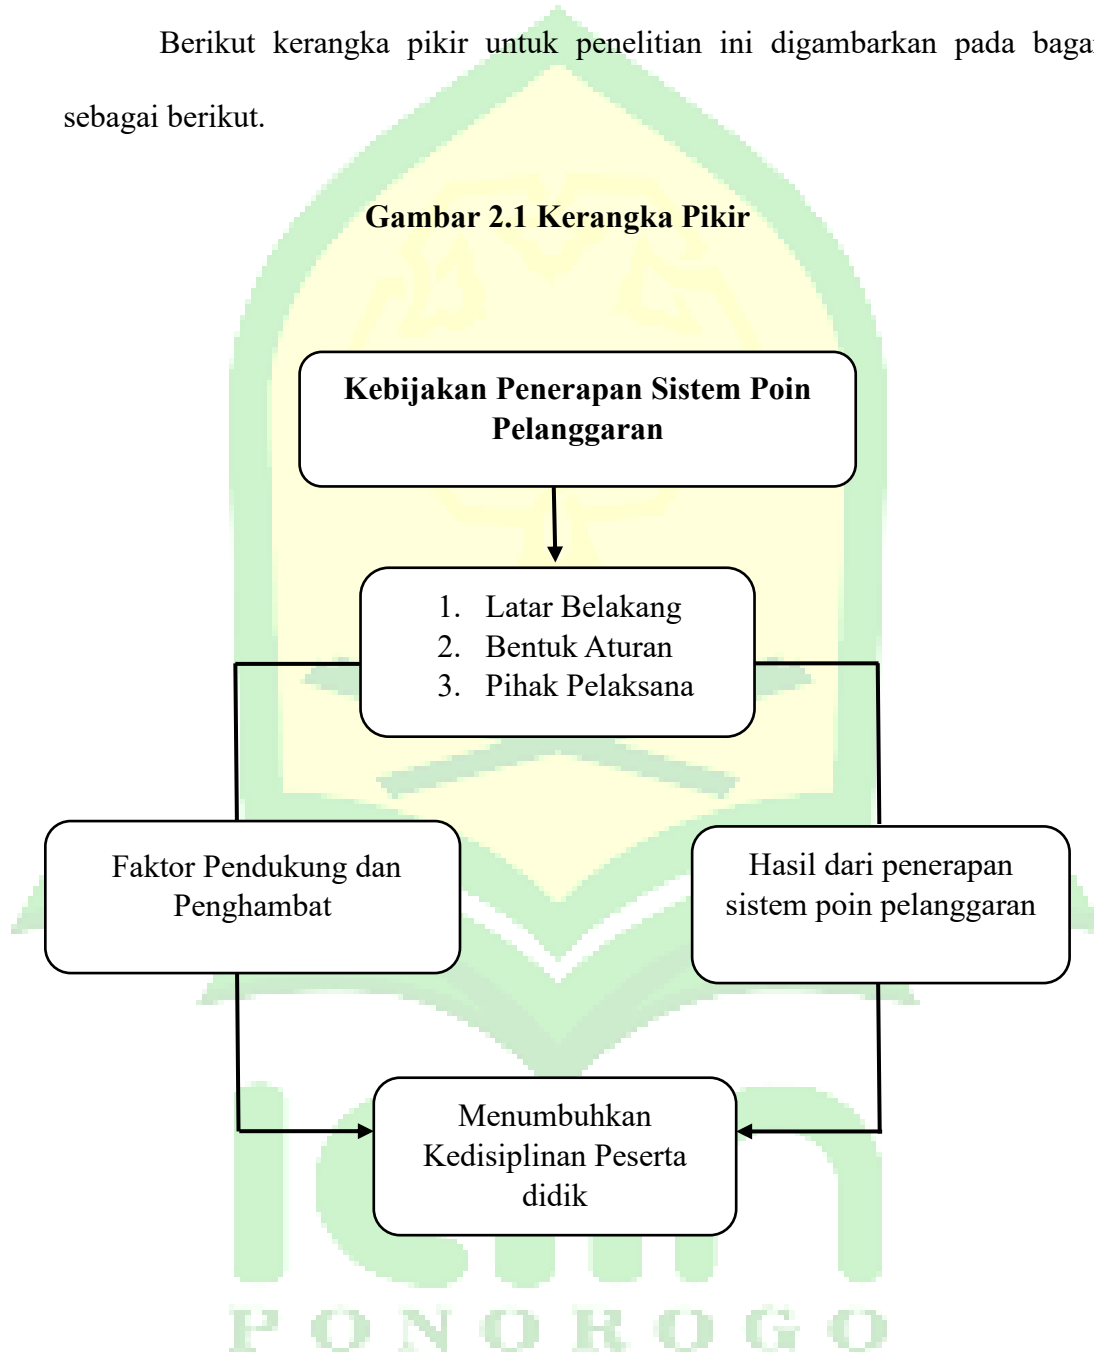 Berikut kerangka pikir untuk penelitian ini digambarkan pada bagan
sebagai berikut.
Gambar 2.1 Kerangka Pikir
Kebijakan Penerapan Sistem Poin
Pelanggaran
1. Latar Belakang
2. Bentuk Aturan
3. Pihak Pelaksana
Faktor Pendukung dan
Penghambat
Hasil dari penerapan
sistem poin pelanggaran
Menumbuhkan
Kedisiplinan Peserta
didik
iain
PONOROGO